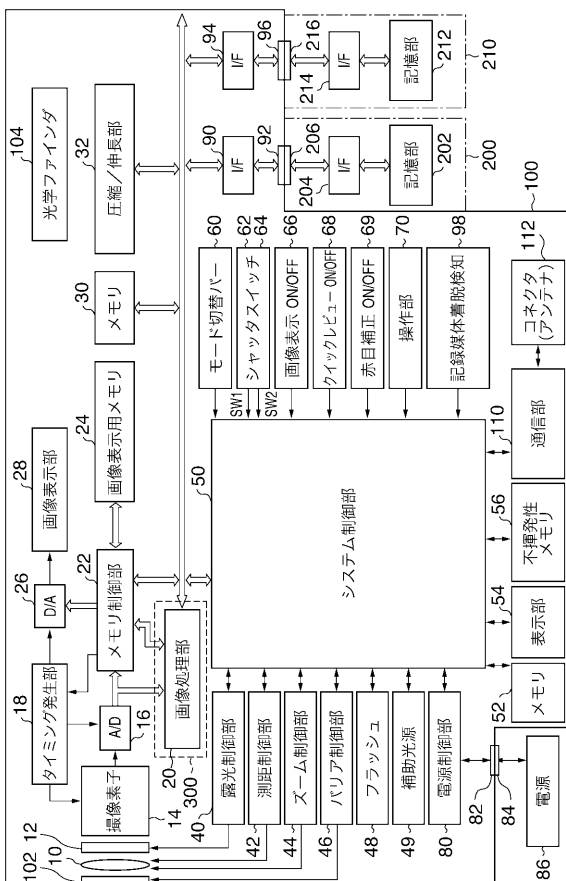 102
10
12
撮像素子
14
タイミング発生部
18
A/D
16
D/A
26
画像表示部
28
メモリ制御部
22
画像表示用メモリ
24
メモリ
30
圧縮/伸長部
32
光学ファインダ
104
画像処理部
20
300
露光制御部
40
測距制御部
42
ズーム制御部
44
バリア制御部
46
フラッシュ
48
補助光源
49
電源制御部
80
82
84
電源
86
システム制御部
50
モード切替バー
60
シャッタスイッチ
62
64
SW1
SW2
画像表示 ON/OFF
66
クイックレビュー ON/OFF
68
赤目補正 ON/OFF
69
操作部
70
記録媒体着脱検知
98
I/F
90
92
206
I/F
204
記憶部
202
200
I/F
94
96
216
I/F
214
記憶部
212
210
100
メモリ
52
表示部
54
不揮発性
メモリ
56
通信部
110
コネクタ
(アンテナ)
112